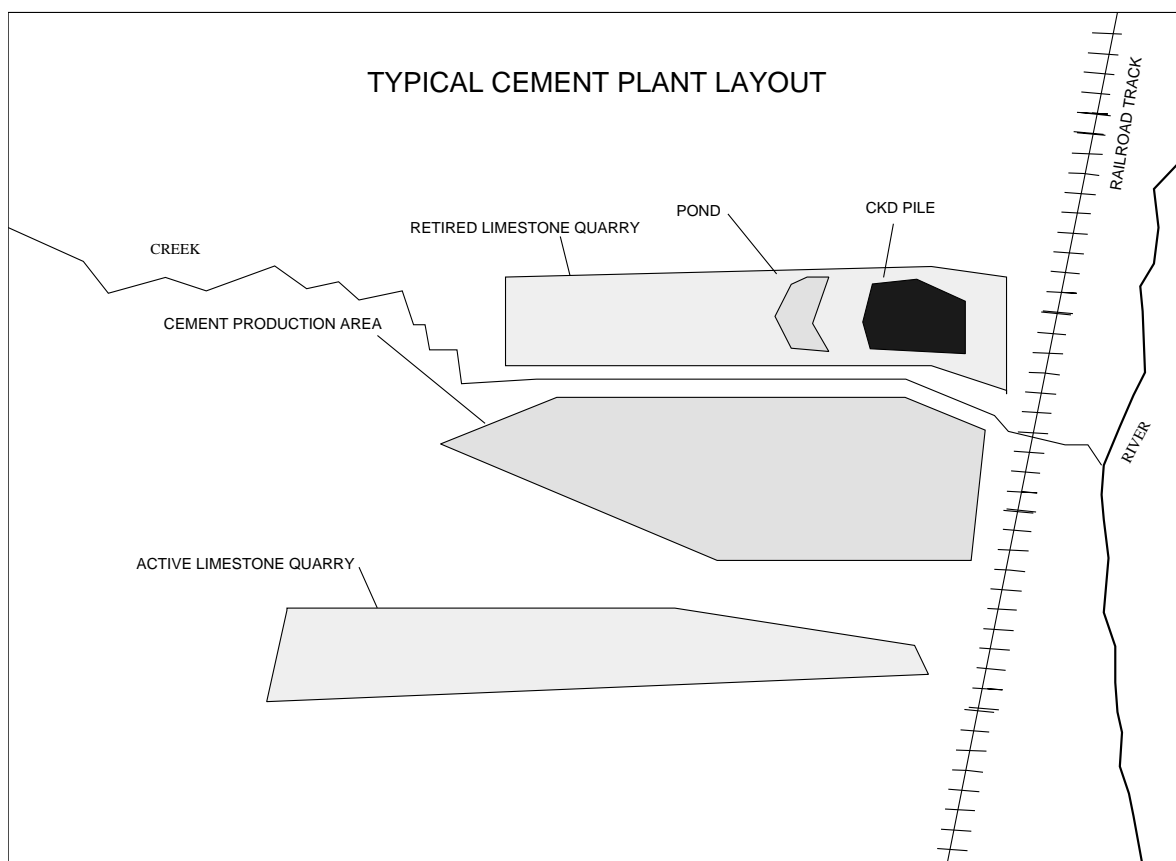 TYPICAL CEMENT PLANT LAYOUT
RAILROAD TRACK
POND
CKD PILE
RETIRED LIMESTONE QUARRY
CREEK
CEMENT PRODUCTION AREA
RIVER
ACTIVE LIMESTONE QUARRY